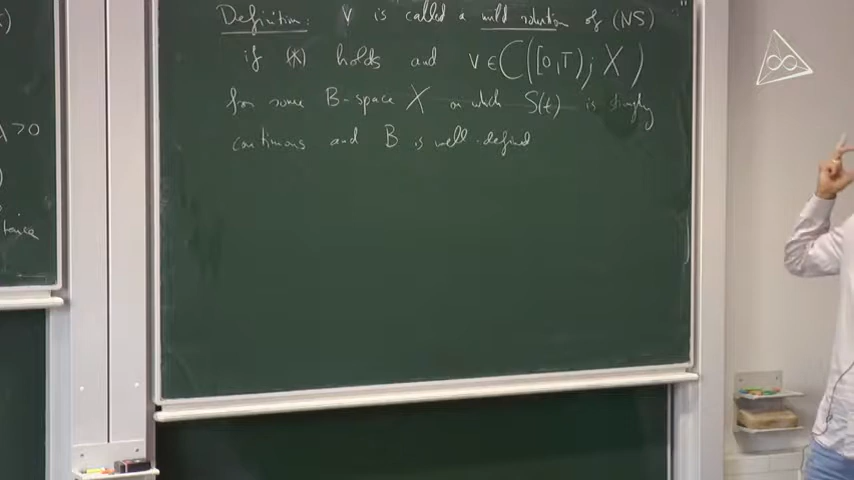 λ>0
Definition: v is called a mild solution of (NS)
if (*) holds and v∈C([0,T); X)
for some B-space X on which S(t) is strongly
continuous and B is well-defined